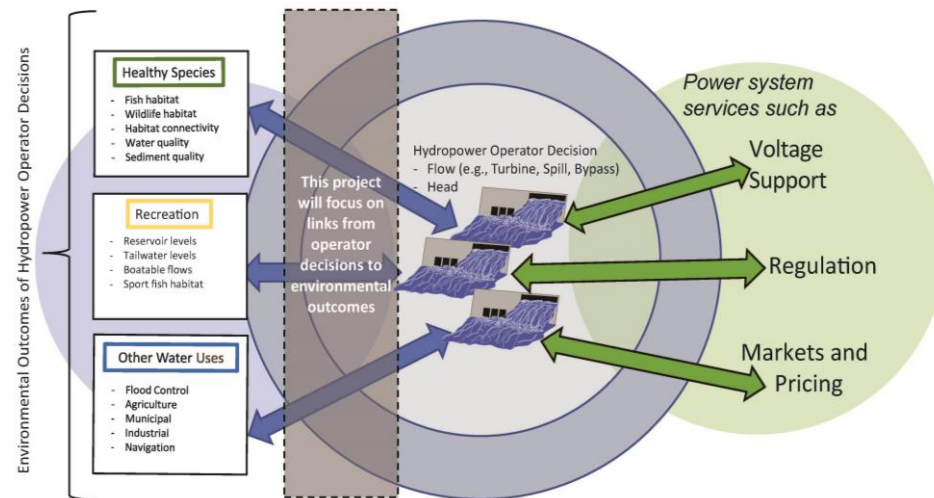 Environmental Outcomes of Hydropower Operator Decisions
Healthy Species
- Fish habitat
- Wildlife habitat
- Habitat connectivity
- Water quality
- Sediment quality
Recreation
- Reservoir levels
- Tailwater levels
- Boatable flows
- Sport fish habitat
Other Water Uses
- Flood Control
- Agriculture
- Municipal
- Industrial
- Navigation
This project
will focus on
links from
operator
decisions to
environmental
outcomes
Hydropower Operator Decision
- Flow (e.g., Turbine, Spill, Bypass)
- Head
Power system
services such as
Voltage
Support
Regulation
Markets and
Pricing